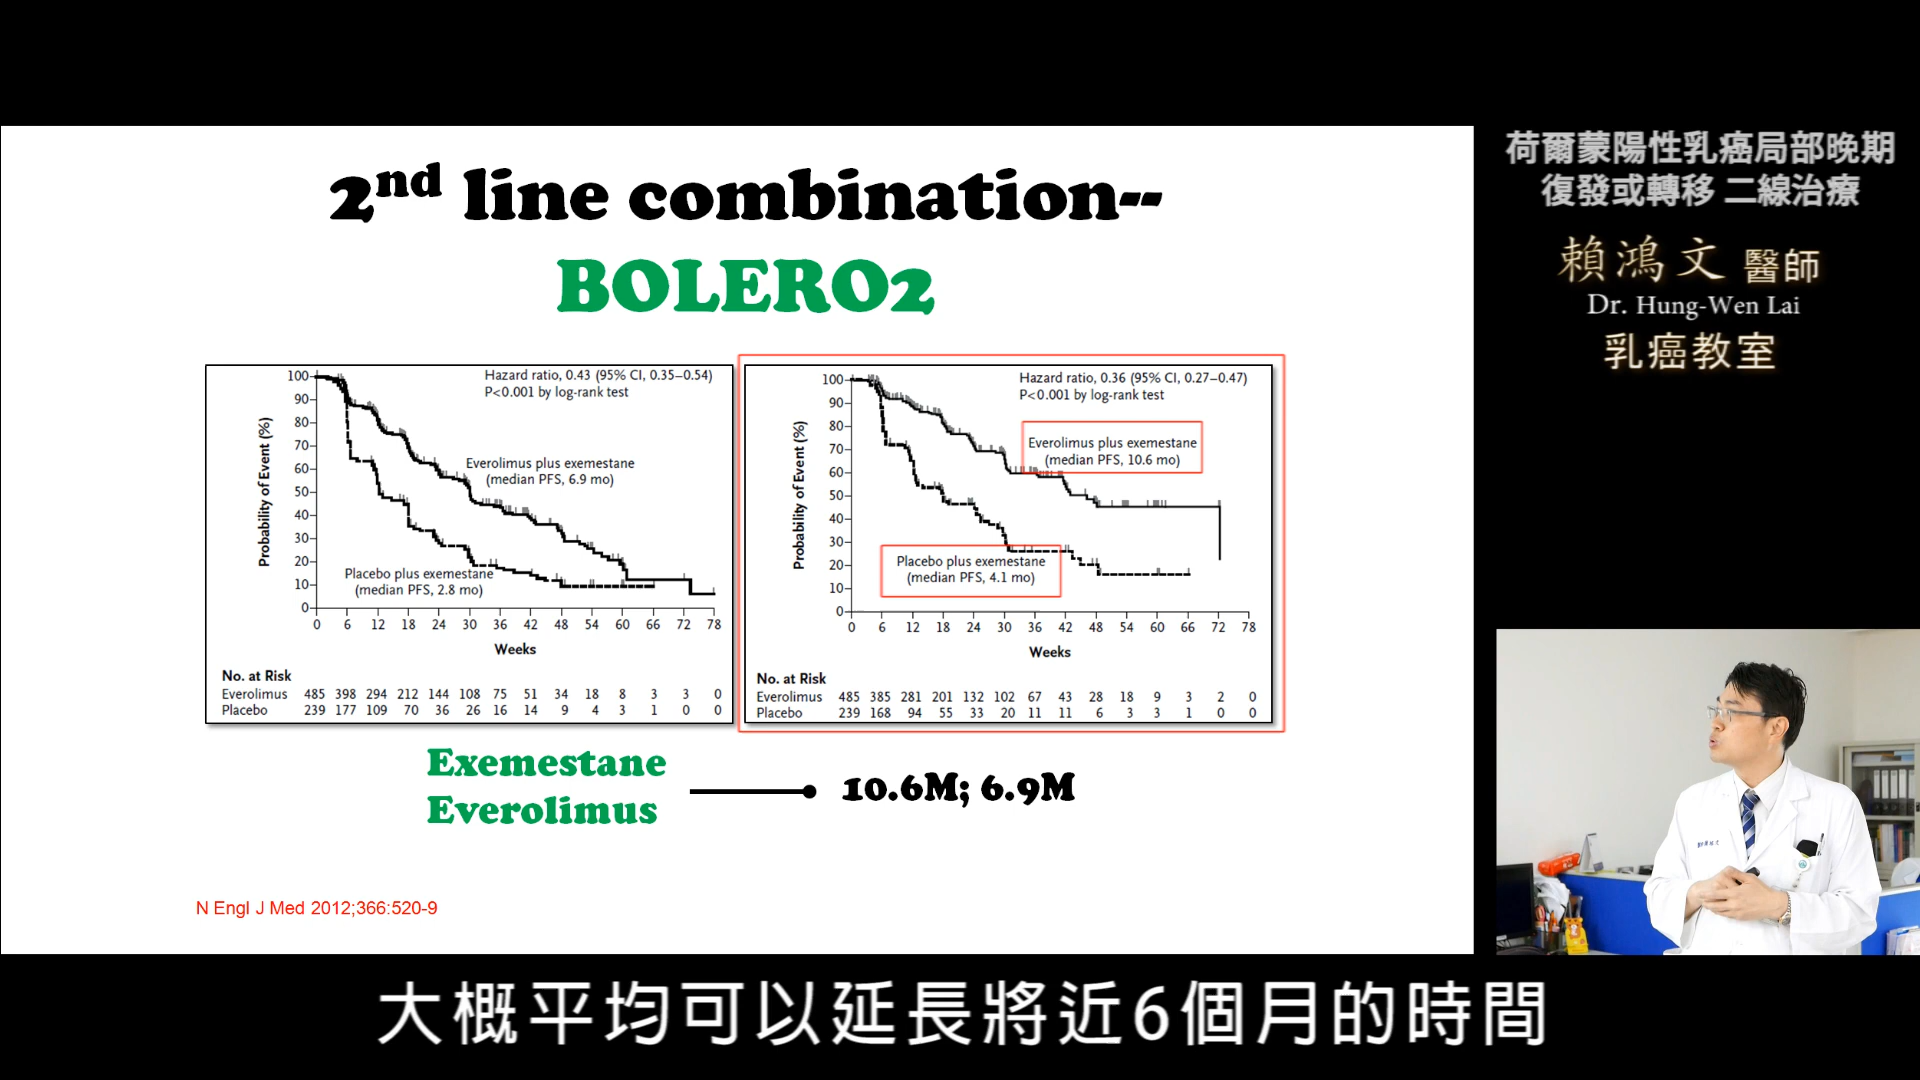 2nd line combination--
BOLERO2
Hazard ratio, 0.43 (95% CI, 0.35–0.54)
P<0.001 by log-rank test
Probability of Event (%)
100
90
80
70
60
50
40
30
20
10
0
Everolimus plus exemestane
(median PFS, 6.9 mo)
Placebo plus exemestane
(median PFS, 2.8 mo)
0 6 12 18 24 30 36 42 48 54 60 66 72 78
Weeks
No. at Risk
Everolimus 485 398 294 212 144 108 75 51 34 18 8 3 3 0
Placebo 239 177 109 70 36 26 16 14 9 4 3 1 0 0
Hazard ratio, 0.36 (95% CI, 0.27–0.47)
P<0.001 by log-rank test
Probability of Event (%)
100
90
80
70
60
50
40
30
20
10
0
Everolimus plus exemestane
(median PFS, 10.6 mo)
Placebo plus exemestane
(median PFS, 4.1 mo)
0 6 12 18 24 30 36 42 48 54 60 66 72 78
Weeks
No. at Risk
Everolimus 485 385 281 201 132 102 67 43 28 18 9 3 2 0
Placebo 239 168 94 55 33 20 11 11 6 3 3 1 0 0
Exemestane
Everolimus
10.6M; 6.9M
N Engl J Med 2012;366:520-9
荷爾蒙陽性乳癌局部晚期
復發或轉移 二線治療
賴鴻文 醫師
Dr. Hung-Wen Lai
乳癌教室
大概平均可以延長將近6個月的時間